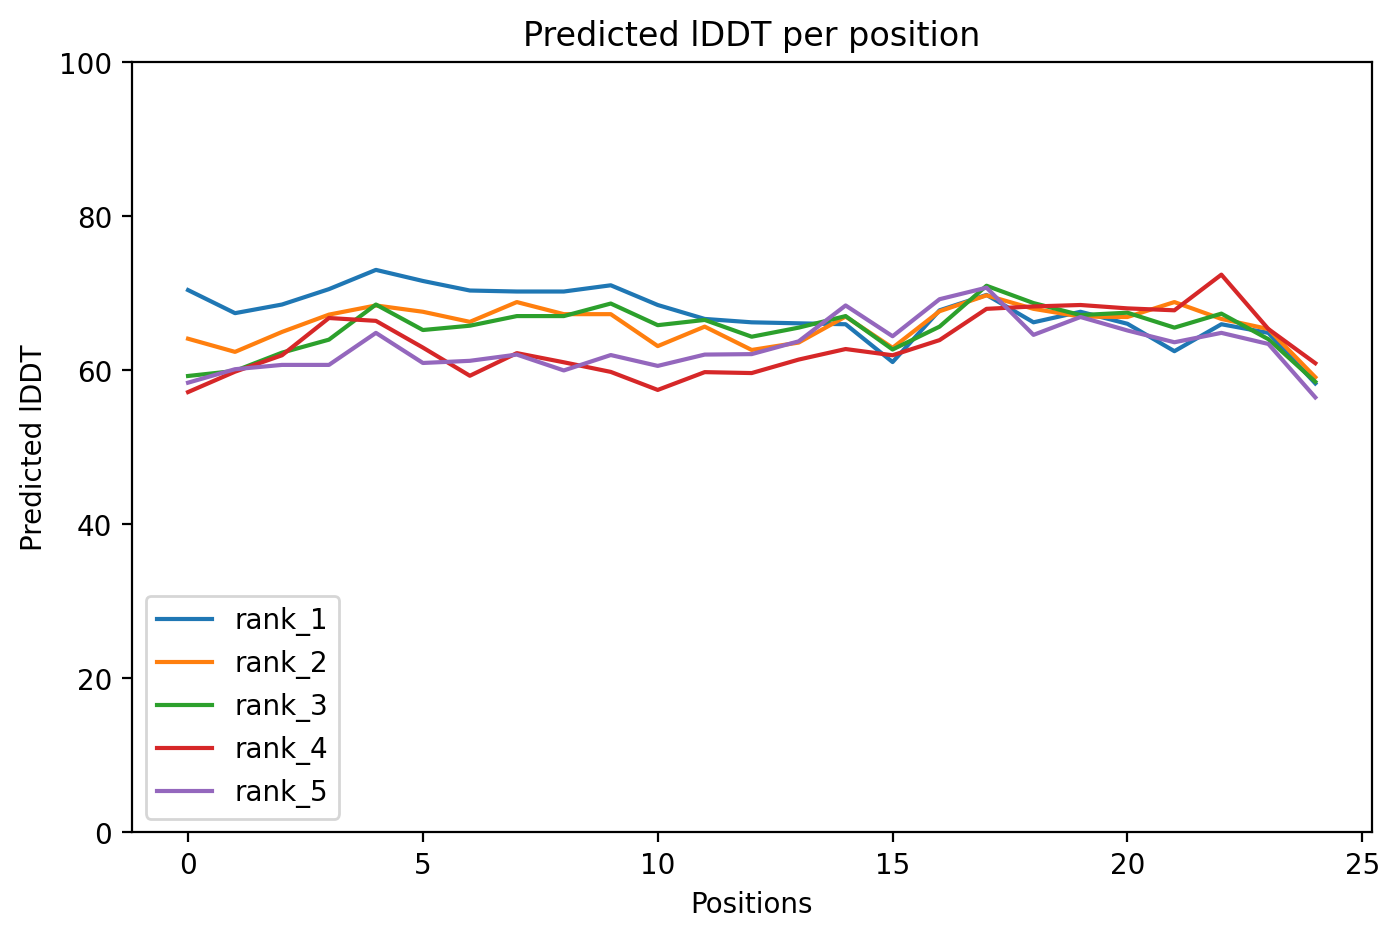 Predicted lDDT per position
100
80
60
40
20
0
Predicted lDDT
rank_1
rank_2
rank_3
rank_4
rank_5
0 5 10 15 20 25
Positions